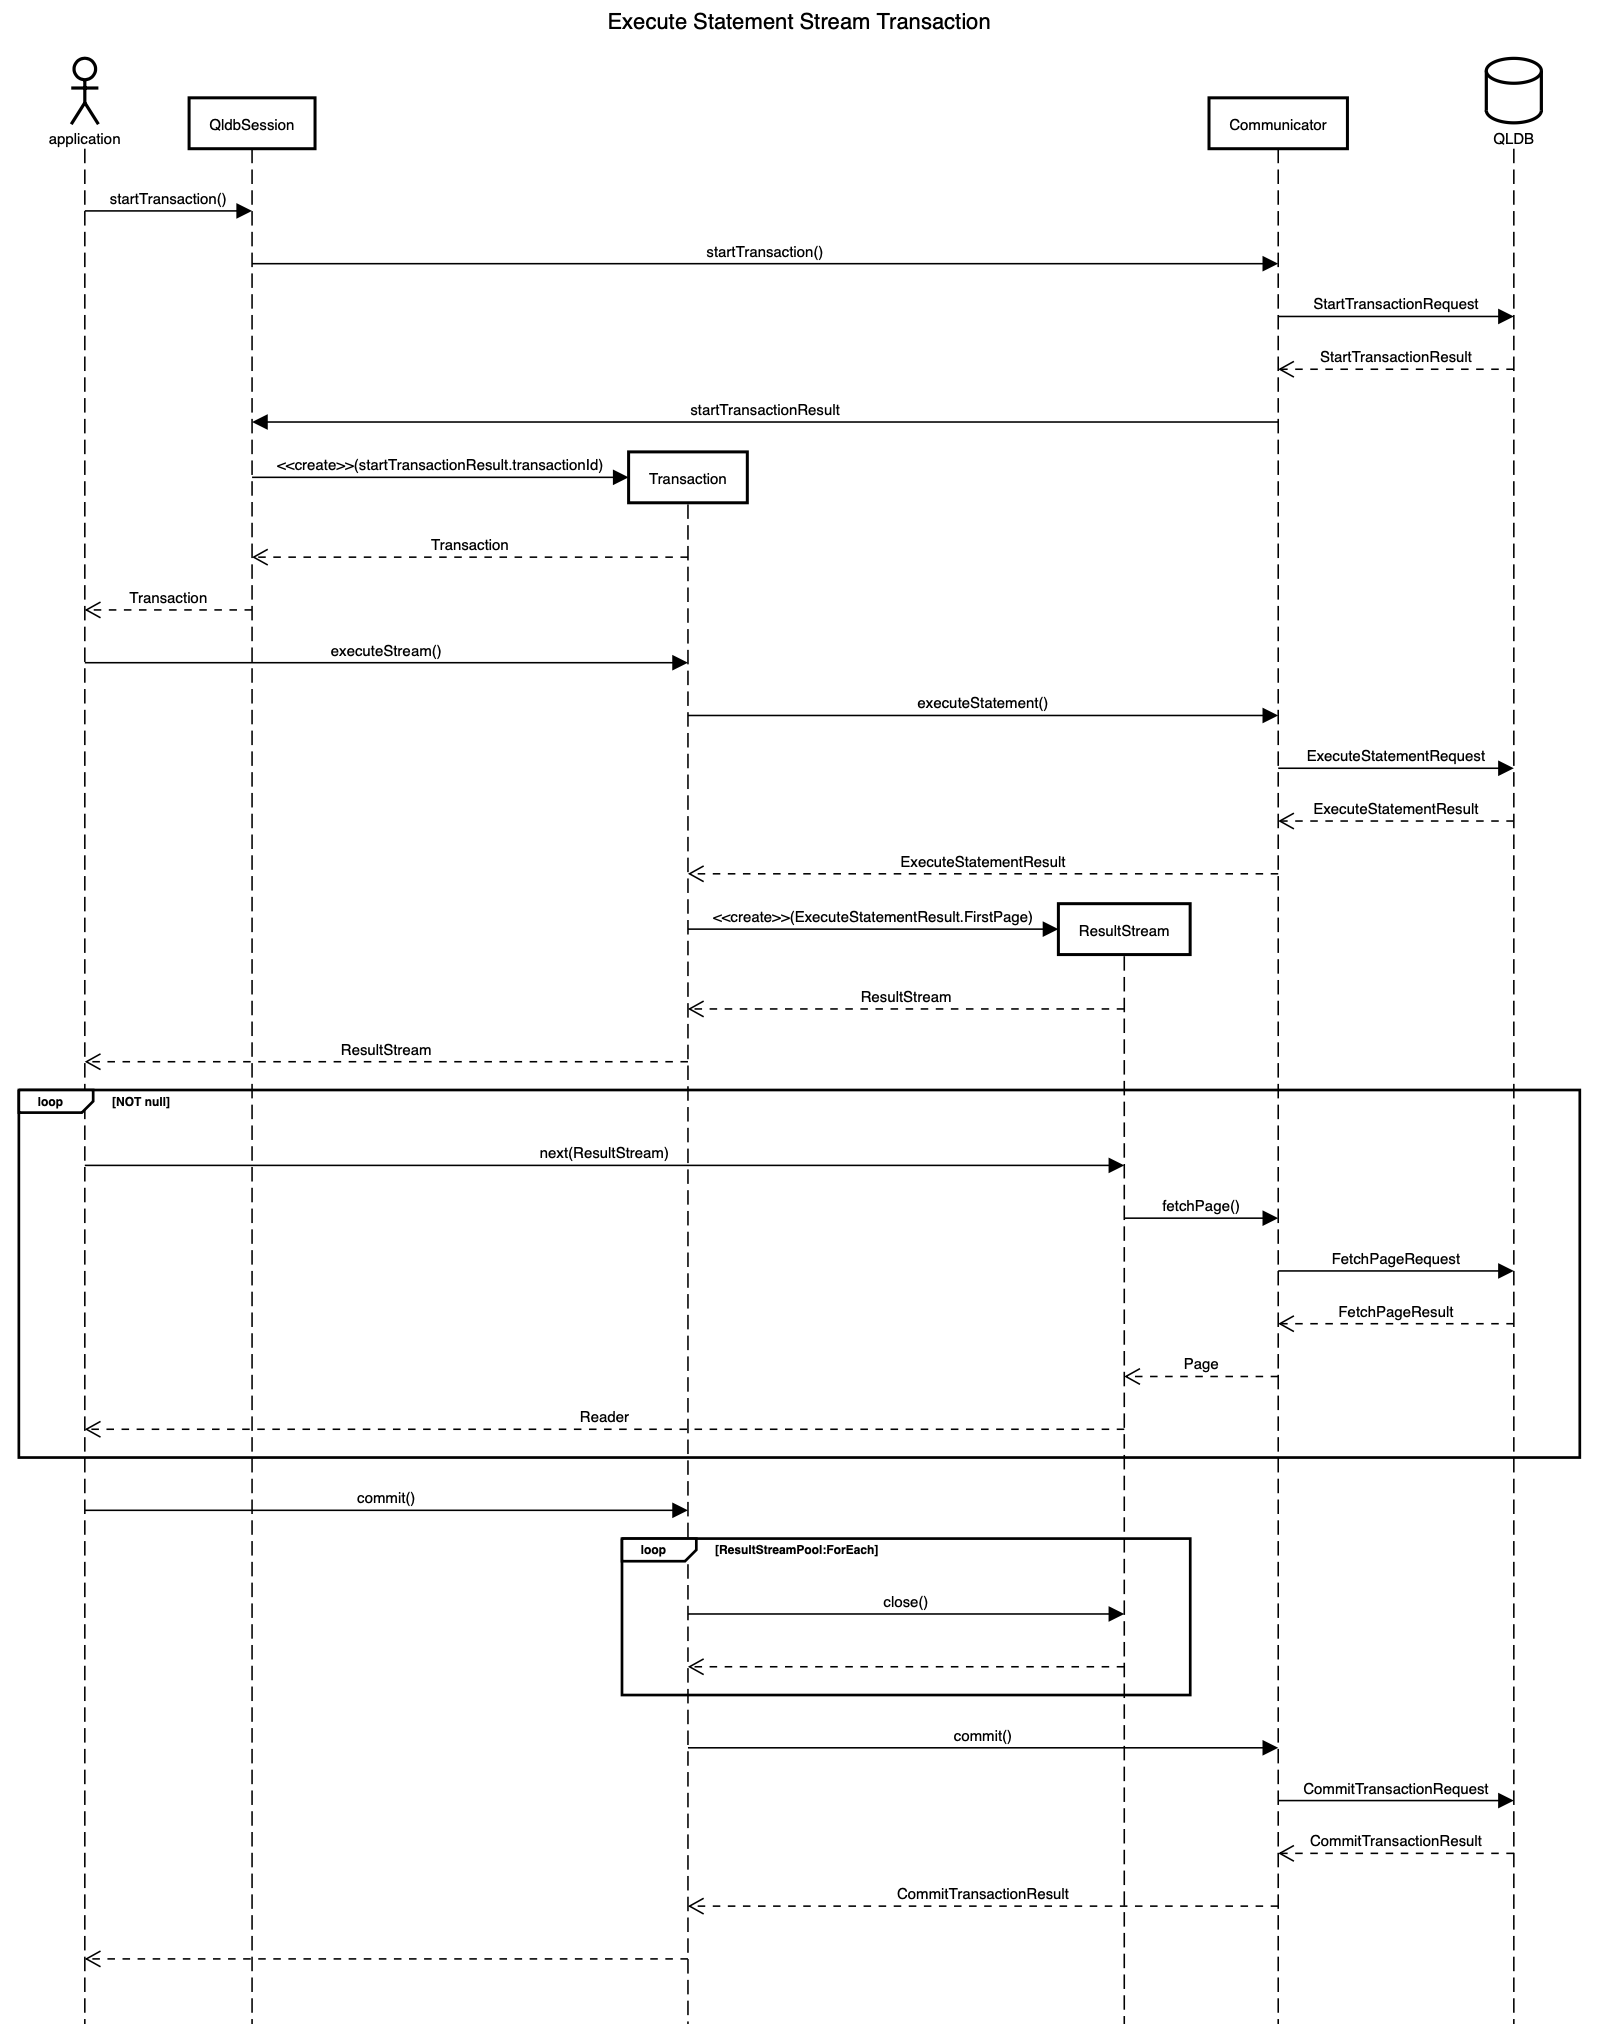 Execute Statement Stream Transaction
application
QldbSession
Communicator
QLDB
startTransaction()
startTransaction()
StartTransactionRequest
StartTransactionResult
startTransactionResult
<<create>>(startTransactionResult.transactionId)
Transaction
Transaction
Transaction
executeStream()
executeStatement()
ExecuteStatementRequest
ExecuteStatementResult
ExecuteStatementResult
<<create>>(ExecuteStatementResult.FirstPage)
ResultStream
ResultStream
ResultStream
loop [NOT null]
next(ResultStream)
fetchPage()
FetchPageRequest
FetchPageResult
Page
Reader
commit()
loop [ResultStreamPool:ForEach]
close()
commit()
CommitTransactionRequest
CommitTransactionResult
CommitTransactionResult